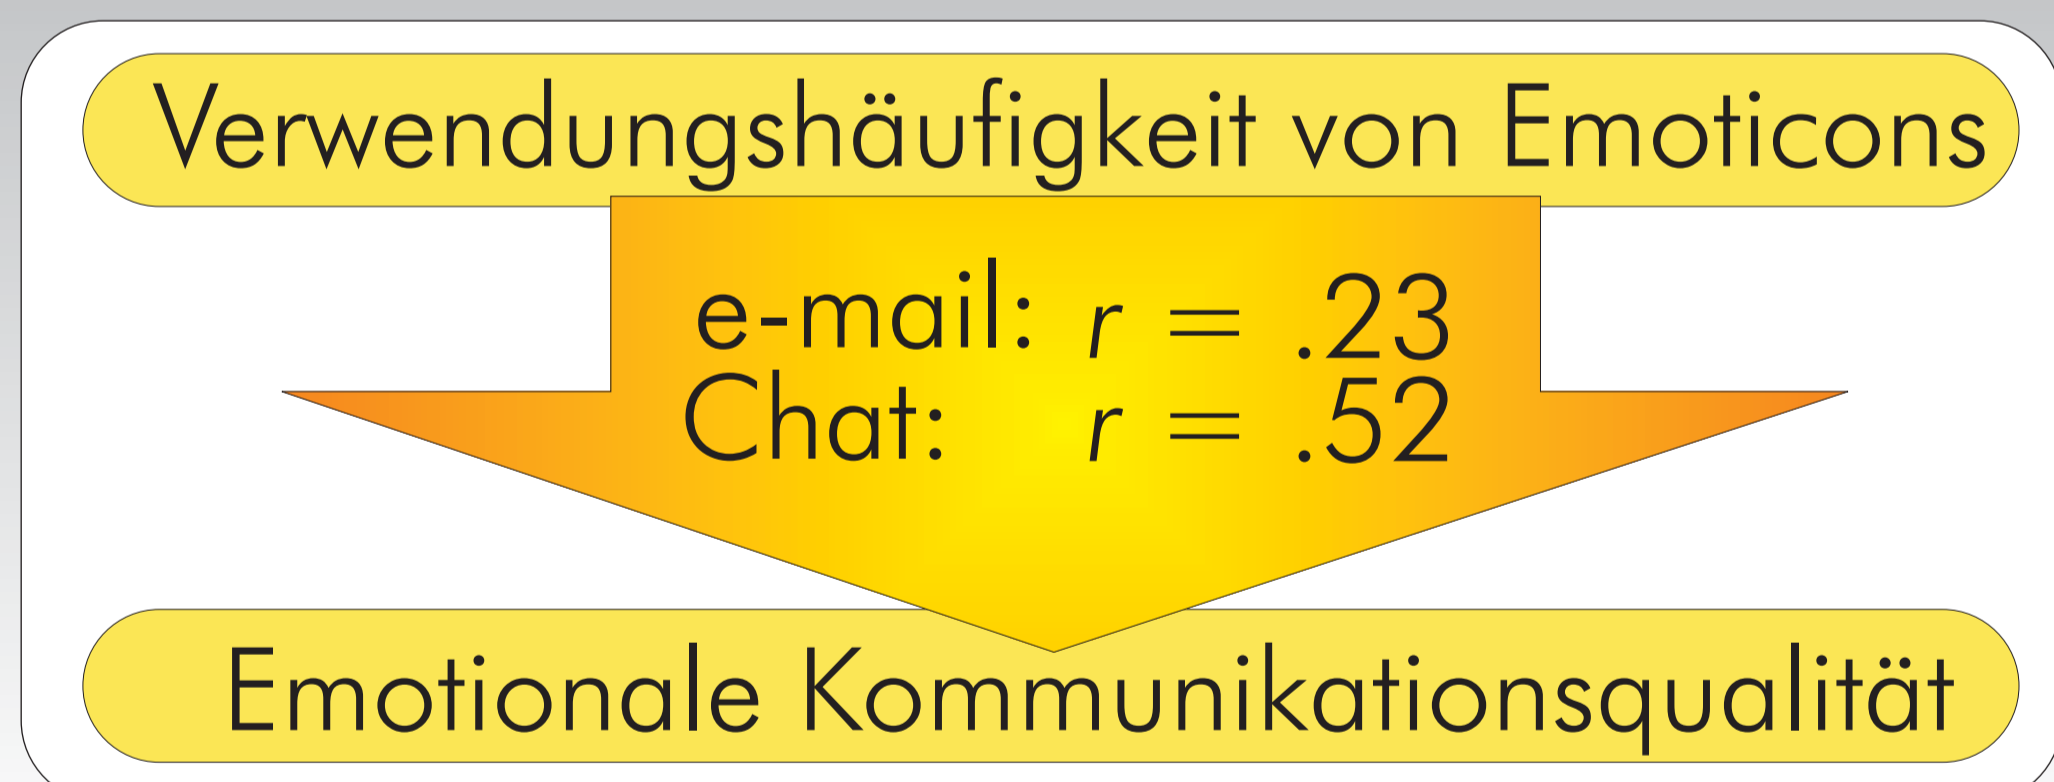 Verwendungshäufigkeit von Emoticons
e-mail: r = .23
Chat: r = .52
Emotionale Kommunikationsqualität